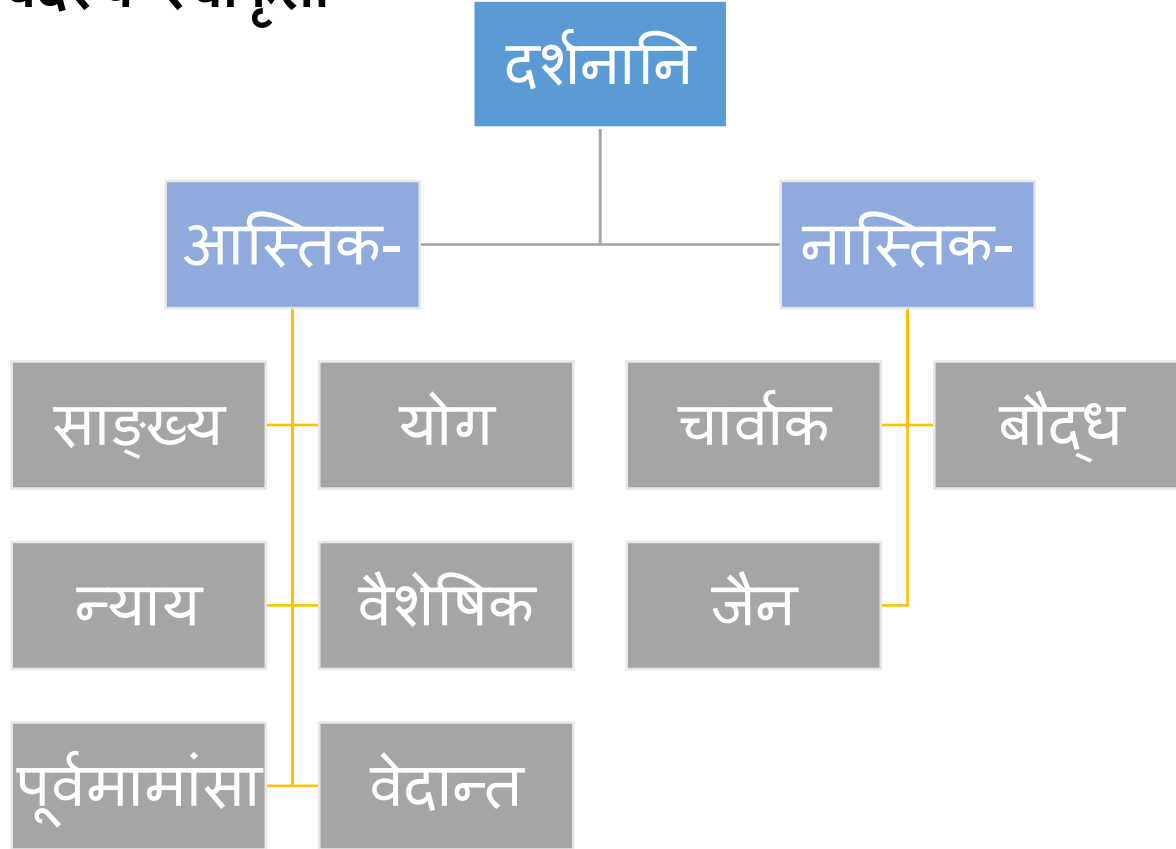 दर्शनानि
आस्तिक-
नास्तिक-
साङ्ख्य
योग
चार्वाक
बौद्ध
न्याय
वैशेषिक
जैन
पूर्वमामांसा
वेदान्त